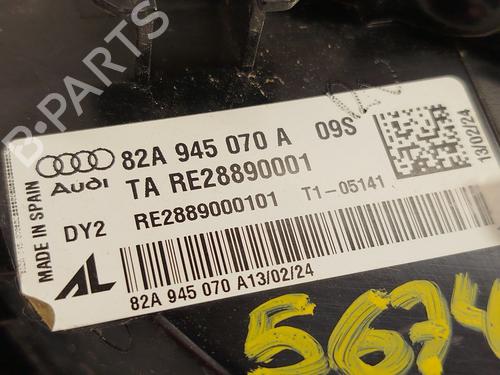 B-PARTS
MADE IN SPAIN
Audi
82A 945 070 A 09S
TA RE28890001
DY2 RE2889000101 T1-05141
AL
82A 945 070 A13/02/24
13/02/24
5674